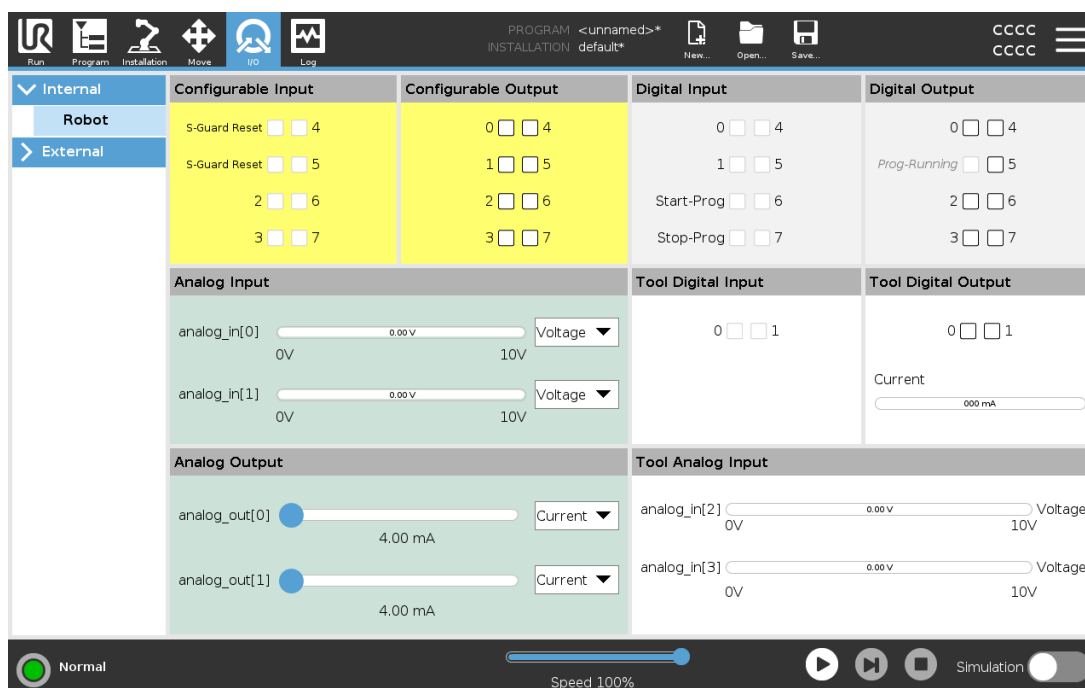 UR
Run
Program
Installation
Move
I/O
Log
PROGRAM <unnamed>*
INSTALLATION default*
New...
Open...
Save...
CCCC
CCCC
Internal
Robot
External
Configurable Input
S-Guard Reset 4
S-Guard Reset 5
2 6
3 7
Configurable Output
0 4
1 5
2 6
3 7
Digital Input
0 4
1 5
Start-Prog 6
Stop-Prog 7
Digital Output
0 4
Prog-Running 5
2 6
3 7
Analog Input
analog_in[0] 0.00 V Voltage
0V 10V
analog_in[1] 0.00 V Voltage
0V 10V
Tool Digital Input
0 1
Tool Digital Output
0 1
Current
000 mA
Analog Output
analog_out[0] Current
4.00 mA
analog_out[1] Current
4.00 mA
Tool Analog Input
analog_in[2] 0.00 V Voltage
0V 10V
analog_in[3] 0.00 V Voltage
0V 10V
Normal
Speed 100%
Simulation